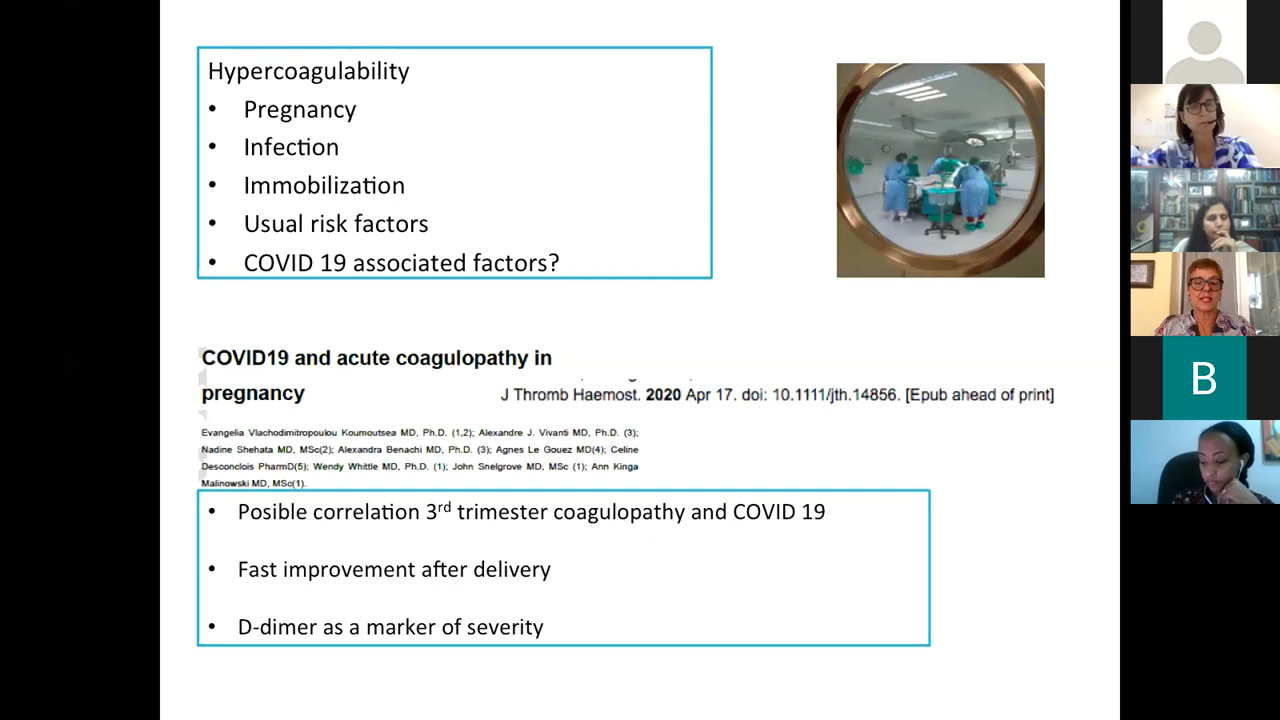 Hypercoagulability
• Pregnancy
• Infection
• Immobilization
• Usual risk factors
• COVID 19 associated factors?
COVID19 and acute coagulopathy in
pregnancy
J Thromb Haemost. 2020 Apr 17. doi: 10.1111/jth.14856. [Epub ahead of print]
Evangelia Vlachodimitropoulou Koumoutsea MD, Ph.D. (1,2); Alexandre J. Vivanti MD, Ph.D. (3);
Nadine Shehata MD, MSc(2); Alexandra Benachi MD, Ph.D. (3); Agnes Le Gouez MD(4); Celine
Desconclois PharmD(5); Wendy Whittle MD, Ph.D. (1); John Snelgrove MD, MSc (1); Ann Kinga
Malinowski MD, MSc(1).
• Posible correlation 3rd trimester coagulopathy and COVID 19
• Fast improvement after delivery
• D-dimer as a marker of severity
B